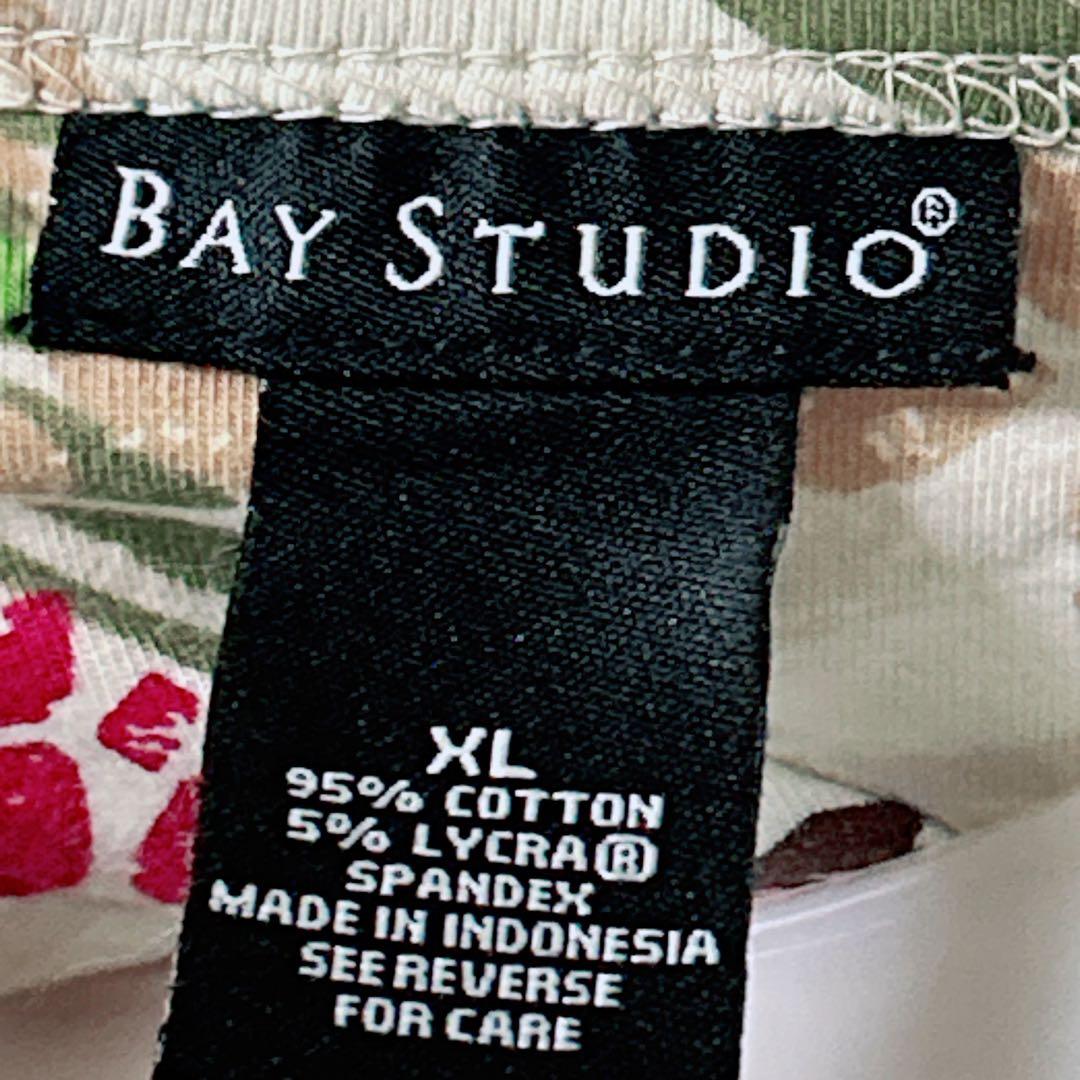 BAY STUDIO®
XL
95% COTTON
5% LYCRA®
SPANDEX
MADE IN INDONESIA
SEE REVERSE
FOR CARE